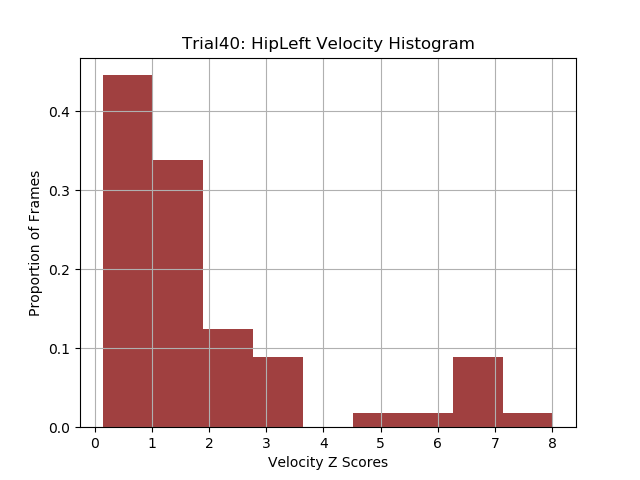 Trial40: HipLeft Velocity Histogram
Proportion of Frames
0.4
0.3
0.2
0.1
0.0
0 1 2 3 4 5 6 7 8
Velocity Z Scores